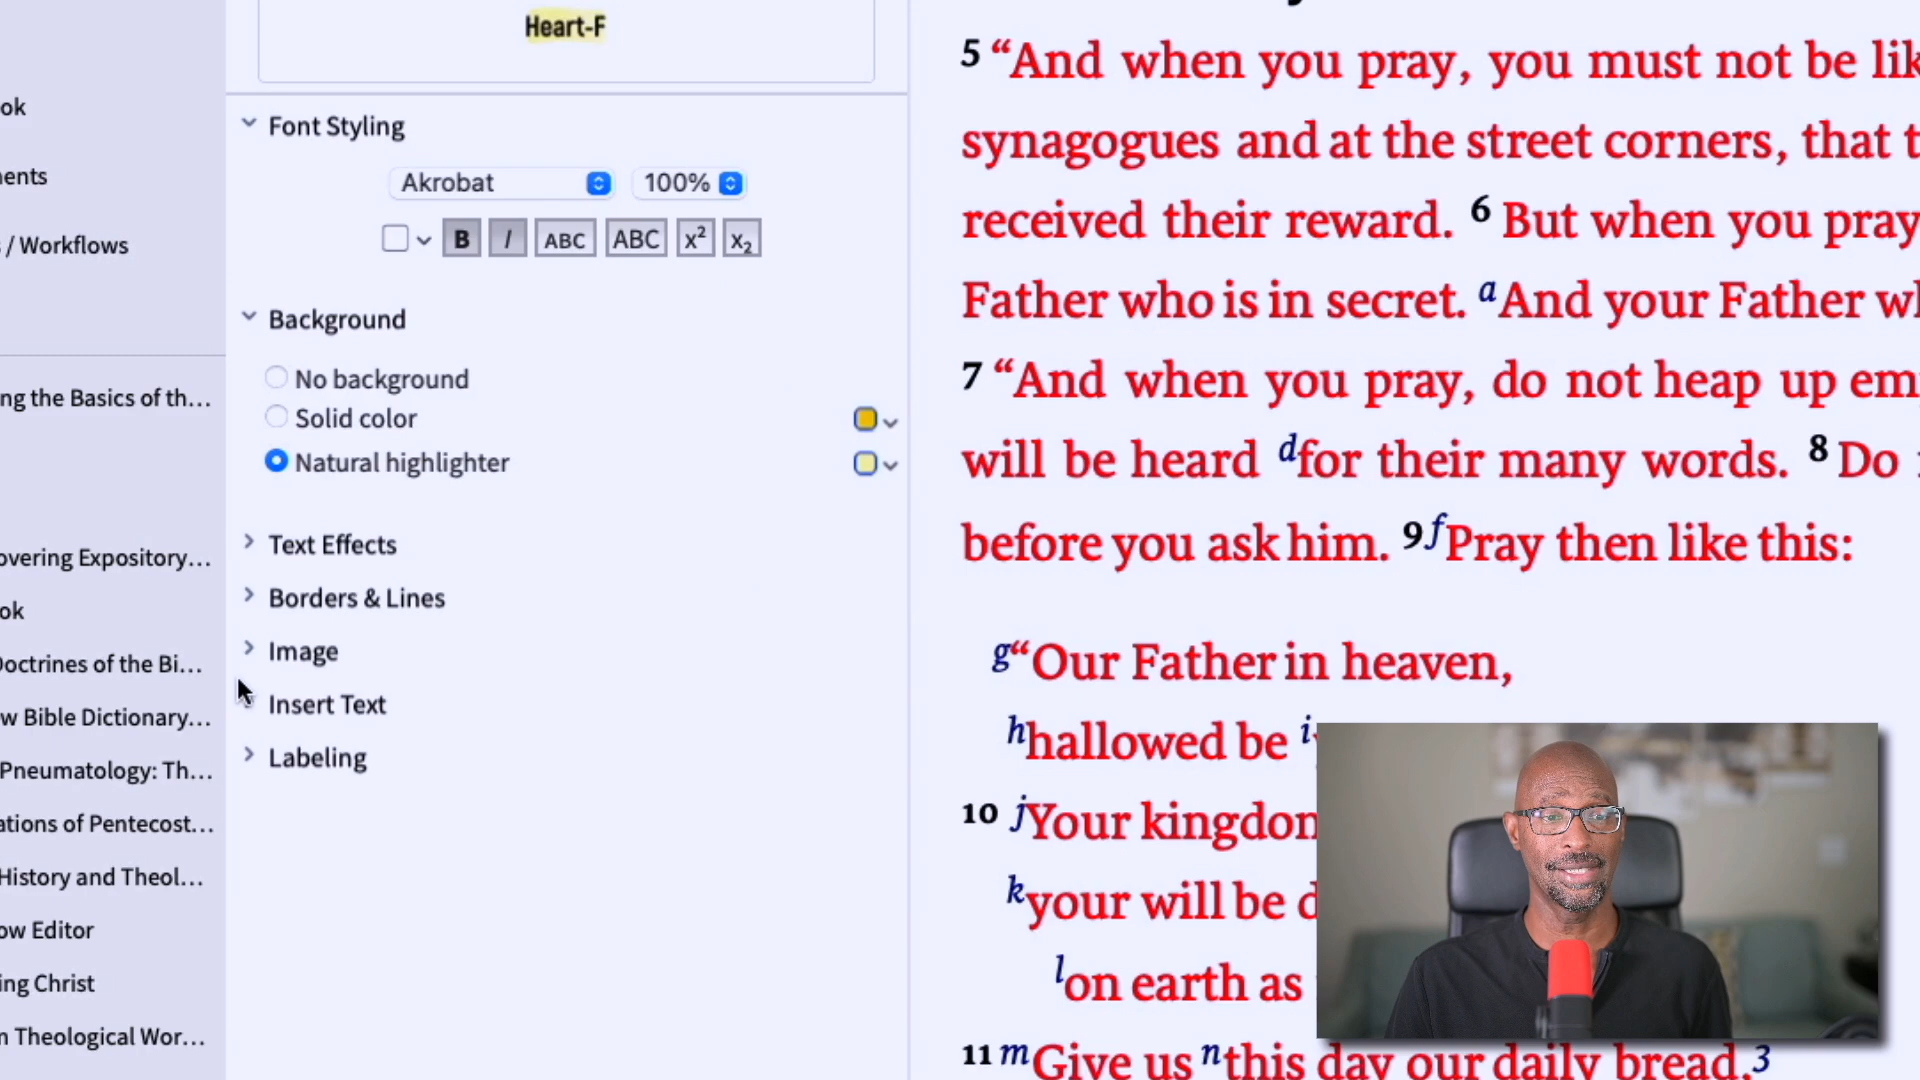 ok
ents
s / Workflows
ng the Basics of th...
overing Expository...
ok
Doctrines of the Bi...
w Bible Dictionary...
Pneumatology: Th...
ations of Pentecost...
History and Theol...
ow Editor
ing Christ
n Theological Wor...
Heart-F
Font Styling
Akrobat 100%
B I ABC ABC x² x₂
Background
No background
Solid color
Natural highlighter
Text Effects
Borders & Lines
Image
Insert Text
Labeling
5 “And when you pray, you must not be lik
synagogues and at the street corners, that t
received their reward. 6 But when you pray
Father who is in secret. a And your Father wh
7 “And when you pray, do not heap up em
will be heard d for their many words. 8 Do
before you ask him. 9 f Pray then like this:
g “Our Father in heaven,
h hallowed be i
10 j Your kingdom
k your will be d
l on earth as
11 m Give us n this day our daily bread, 3